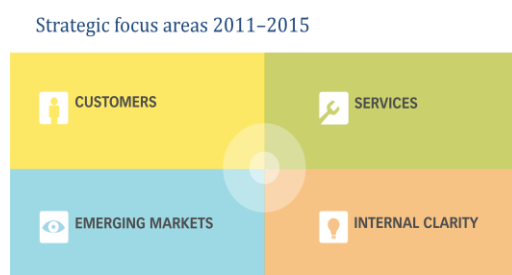 Strategic focus areas 2011–2015
CUSTOMERS
SERVICES
EMERGING MARKETS
INTERNAL CLARITY